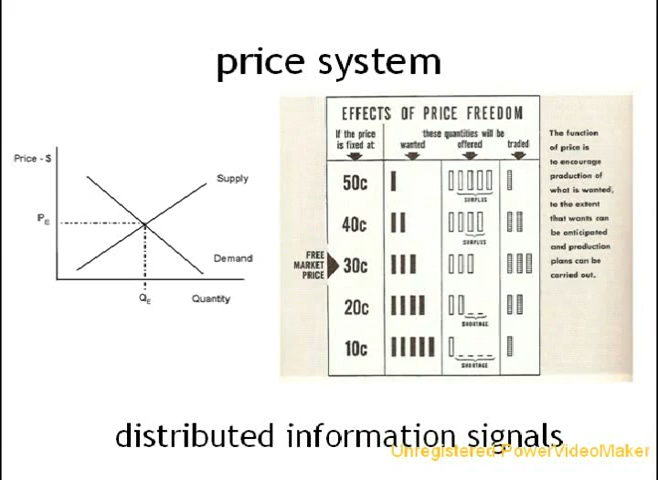 price system
Price - $
Supply
PE
Demand
QE
Quantity
EFFECTS OF PRICE FREEDOM
If the price
is fixed at:
these quantities will be
wanted
offered
traded
50c
SURPLUS
40c
SURPLUS
FREE
MARKET
PRICE
30c
20c
SHORTAGE
10c
SHORTAGE
The function
of price is
to encourage
production of
what is wanted,
to the extent
that wants can
be anticipated
and production
plans can be
carried out.
distributed information signals
Unregistered PowerVideoMaker